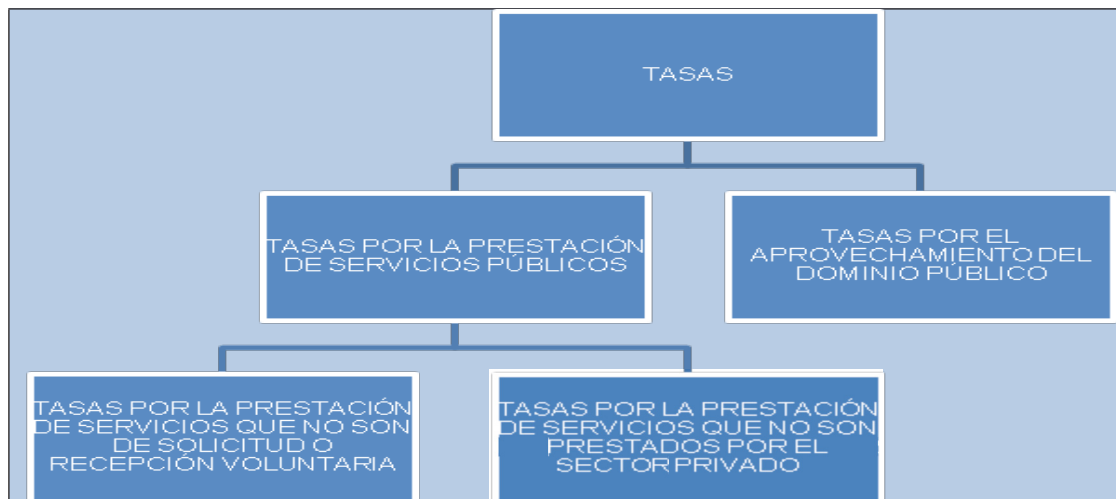 TASAS
TASAS POR LA PRESTACIÓN
DE SERVICIOS PÚBLICOS
TASAS POR EL
APROVECHAMIENTO DEL
DOMINIO PÚBLICO
TASAS POR LA PRESTACIÓN
DE SERVICIOS QUE NO SON
DE SOLICITUD O
RECEPCIÓN VOLUNTARIA
TASAS POR LA PRESTACIÓN
DE SERVICIOS QUE NO SON
PRESTADOS POR EL
SECTOR PRIVADO